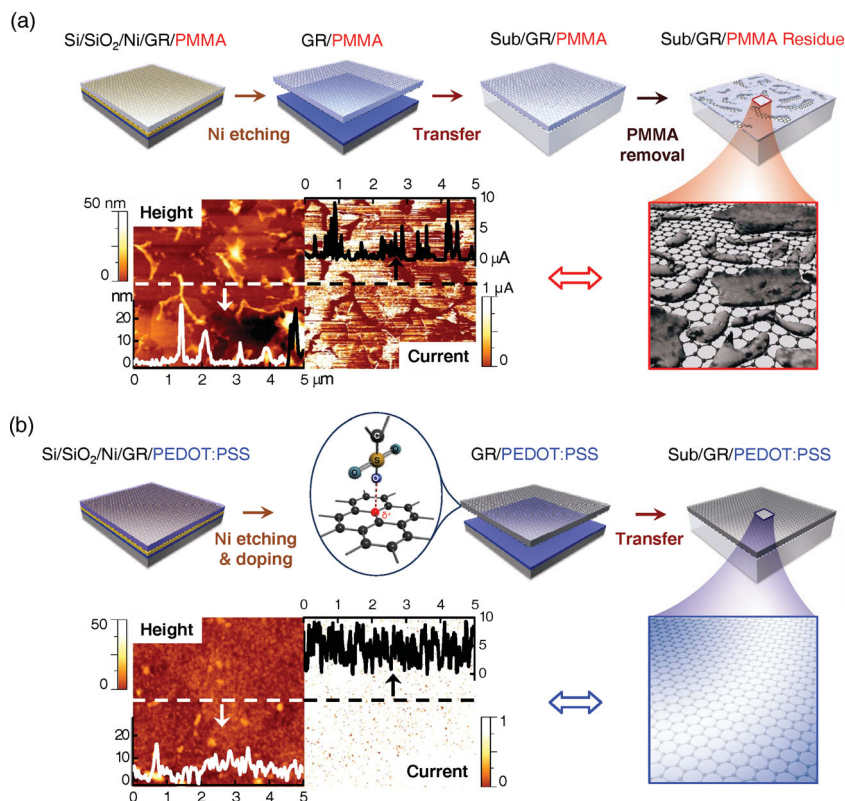 (a)
Si/SiO₂/Ni/GR/PMMA
GR/PMMA
Sub/GR/PMMA
Sub/GR/PMMA Residue
Ni etching
Transfer
PMMA
removal
50 nm
0
Height
0 1 2 3 4 5
10
5
0 μA
1 μA
0
nm
20
10
0
Current
0 1 2 3 4 5 μm
(b)
Si/SiO₂/Ni/GR/PEDOT:PSS
GR/PEDOT:PSS
Sub/GR/PEDOT:PSS
C
O
S
O
O
δ⁺
Ni etching
& doping
Transfer
50
0
Height
0 1 2 3 4 5
10
5
0
1
0
20
10
0
Current
0 1 2 3 4 5